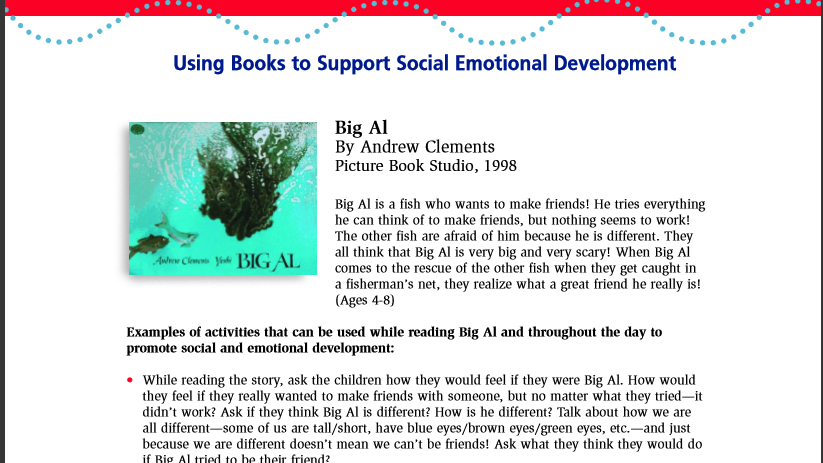 Using Books to Support Social Emotional Development
Big Al
By Andrew Clements
Picture Book Studio, 1998
Andrew Clements Yoshi BIG AL
Big Al is a fish who wants to make friends! He tries everything
he can think of to make friends, but nothing seems to work!
The other fish are afraid of him because he is different. They
all think that Big Al is very big and very scary! When Big Al
comes to the rescue of the other fish when they get caught in
a fisherman’s net, they realize what a great friend he really is!
(Ages 4-8)
Examples of activities that can be used while reading Big Al and throughout the day to
promote social and emotional development:
• While reading the story, ask the children how they would feel if they were Big Al. How would
they feel if they really wanted to make friends with someone, but no matter what they tried—it
didn’t work? Ask if they think Big Al is different? How is he different? Talk about how we are
all different—some of us are tall/short, have blue eyes/brown eyes/green eyes, etc.—and just
because we are different doesn’t mean we can’t be friends! Ask what they think they would do
if Big Al tried to be their friend?